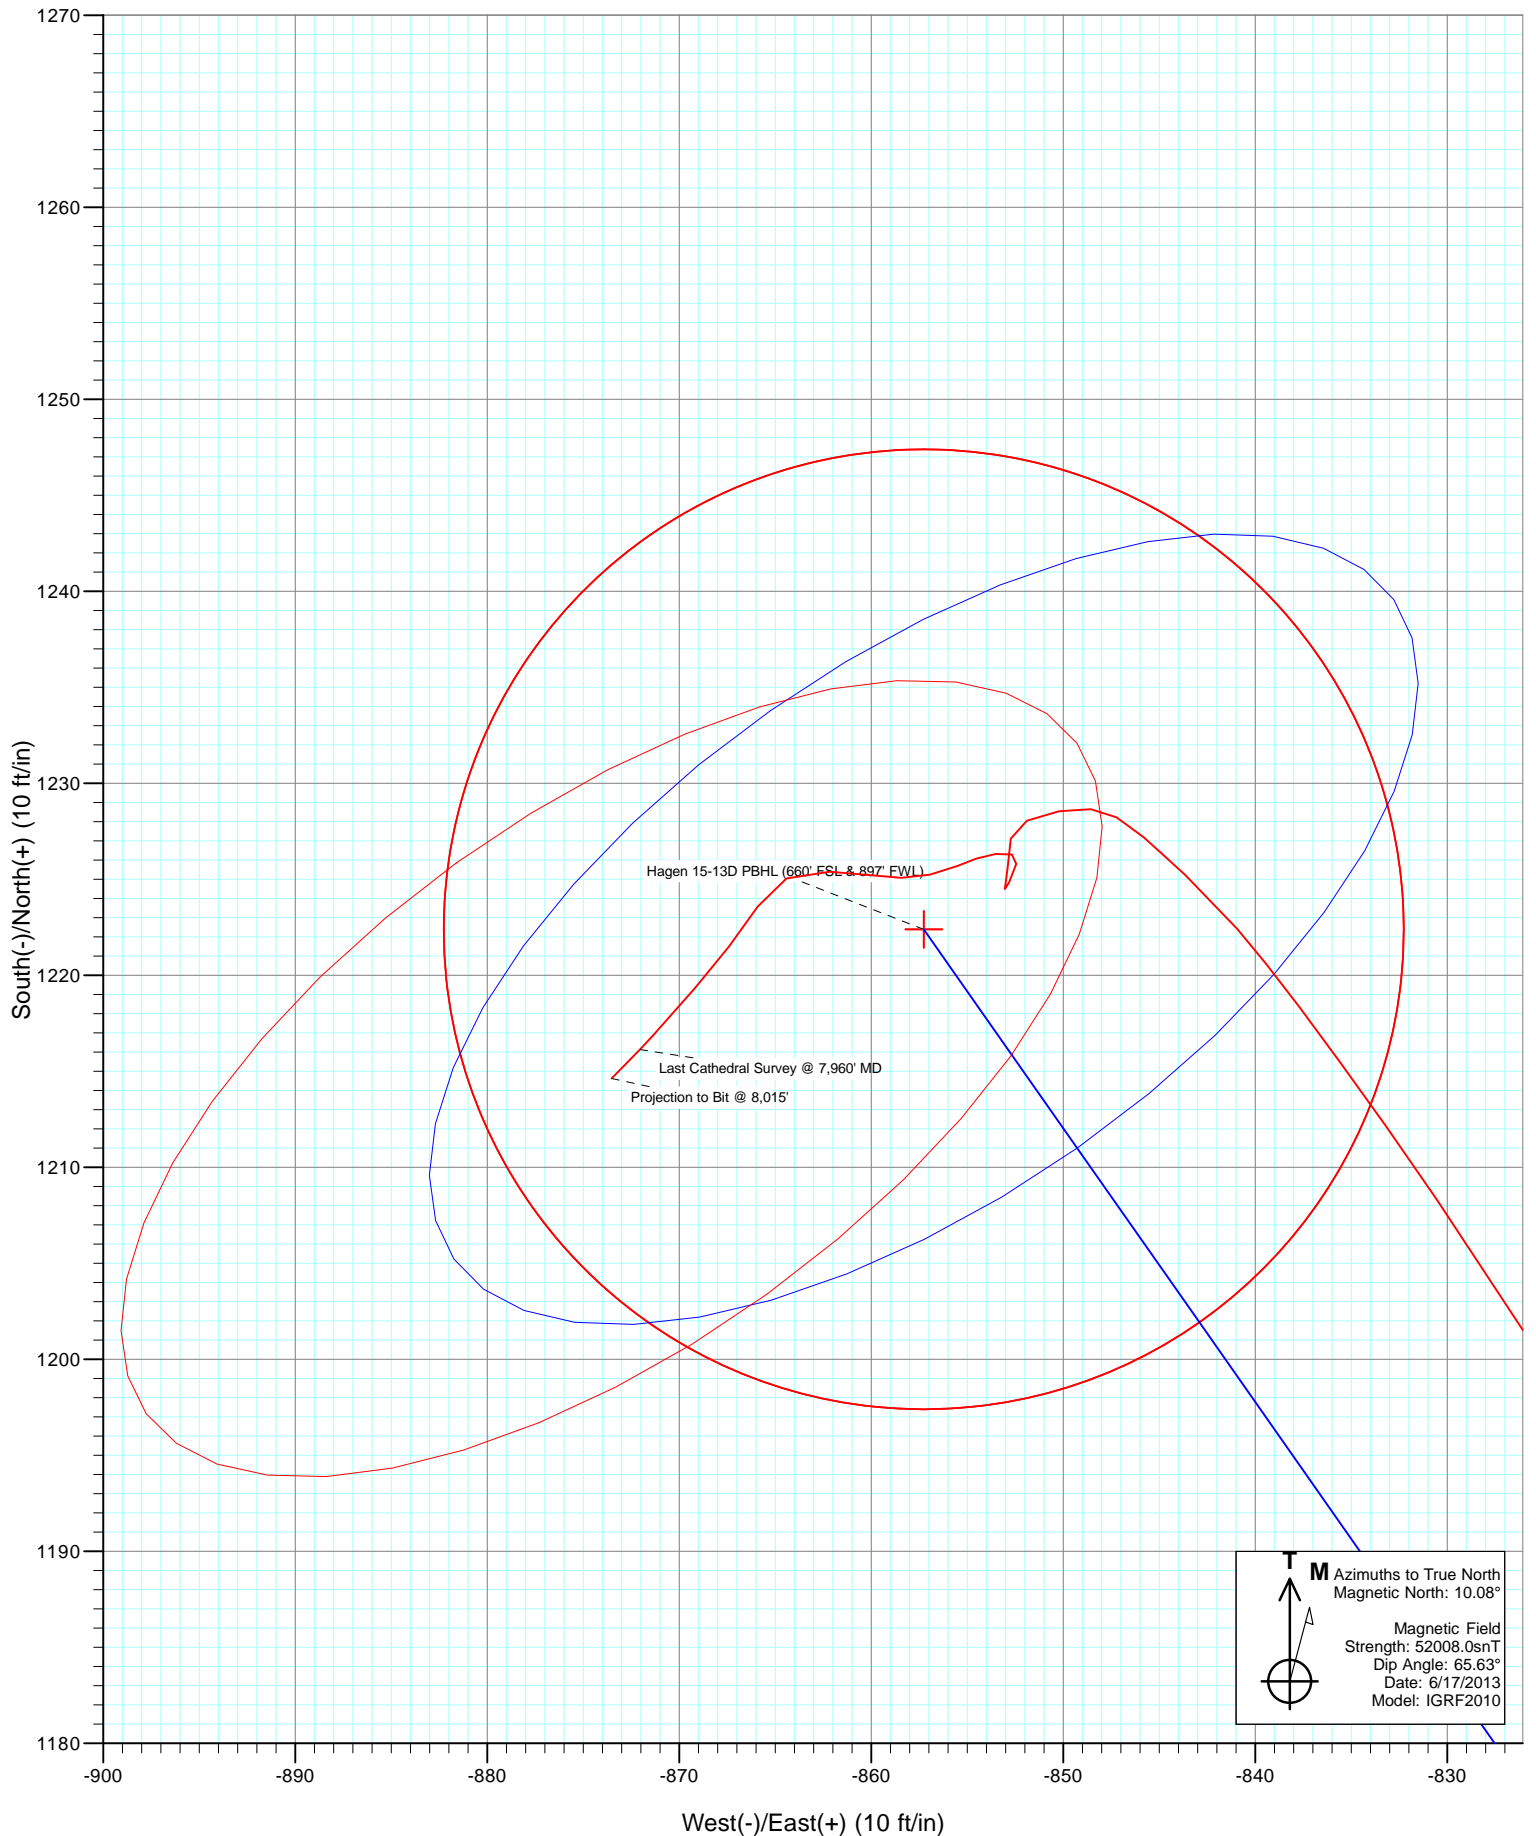 1270
1260
1250
1240
1230
1220
1210
1200
1190
1180
South(-)/North(+) (10 ft/in)
Hagen 15-13D PBHL (660' FSL & 897' FWL)
Last Cathedral Survey @ 7,960' MD
Projection to Bit @ 8,015'
T
M
Azimuths to True North
Magnetic North: 10.08°
Magnetic Field
Strength: 52008.0snT
Dip Angle: 65.63°
Date: 6/17/2013
Model: IGRF2010
-900 -890 -880 -870 -860 -850 -840 -830
West(-)/East(+) (10 ft/in)